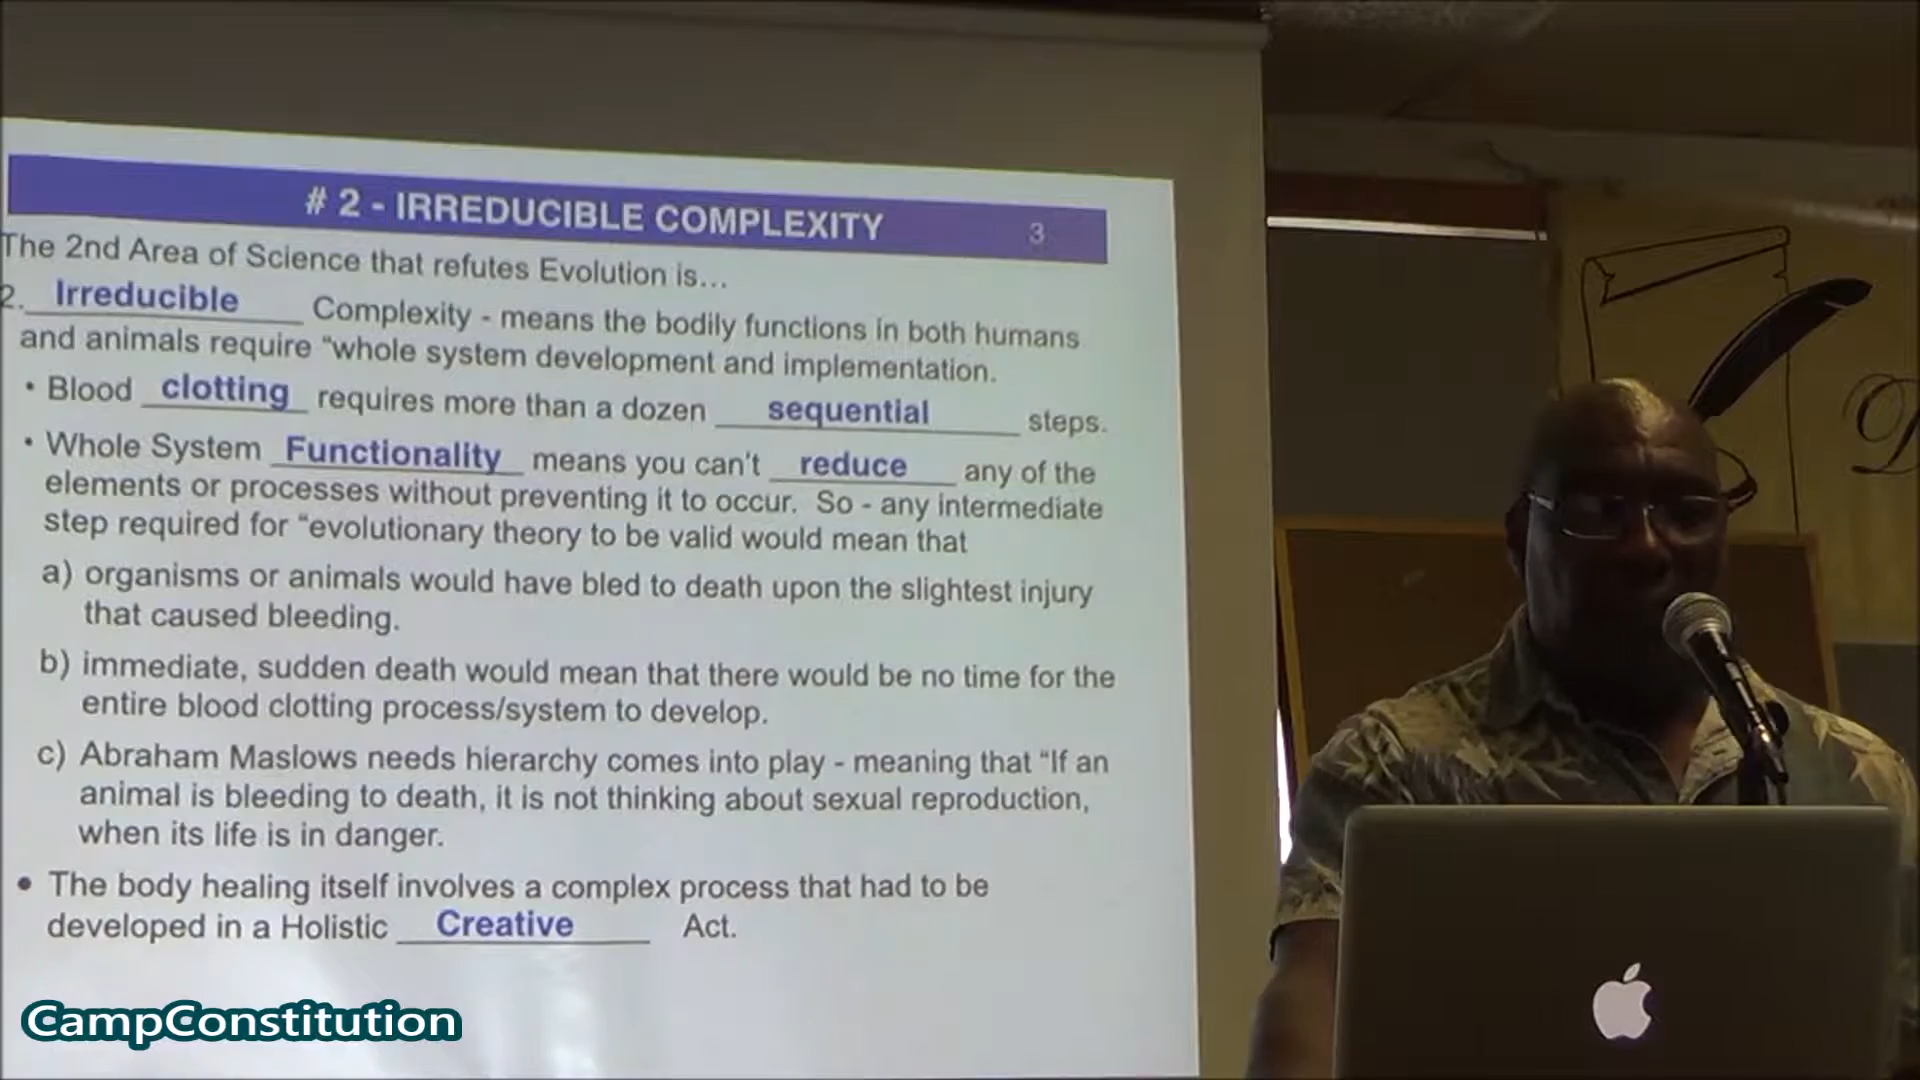 # 2 - IRREDUCIBLE COMPLEXITY 3
The 2nd Area of Science that refutes Evolution is...
2. Irreducible Complexity - means the bodily functions in both humans
and animals require “whole system development and implementation.
• Blood clotting requires more than a dozen sequential steps.
• Whole System Functionality means you can't reduce any of the
elements or processes without preventing it to occur. So - any intermediate
step required for “evolutionary theory to be valid would mean that
a) organisms or animals would have bled to death upon the slightest injury
that caused bleeding.
b) immediate, sudden death would mean that there would be no time for the
entire blood clotting process/system to develop.
c) Abraham Maslows needs hierarchy comes into play - meaning that “If an
animal is bleeding to death, it is not thinking about sexual reproduction,
when its life is in danger.
• The body healing itself involves a complex process that had to be
developed in a Holistic Creative Act.
CampConstitution